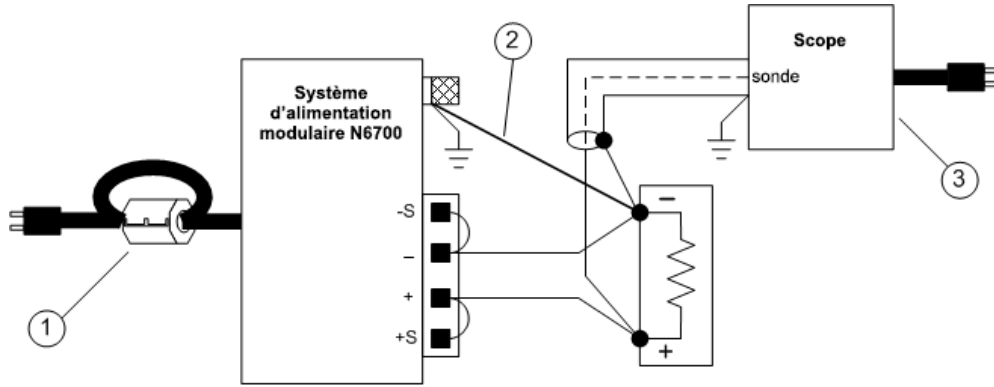 1
2
3
Système
d'alimentation
modulaire N6700
Scope
sonde
-S
–
+
+S
–
+